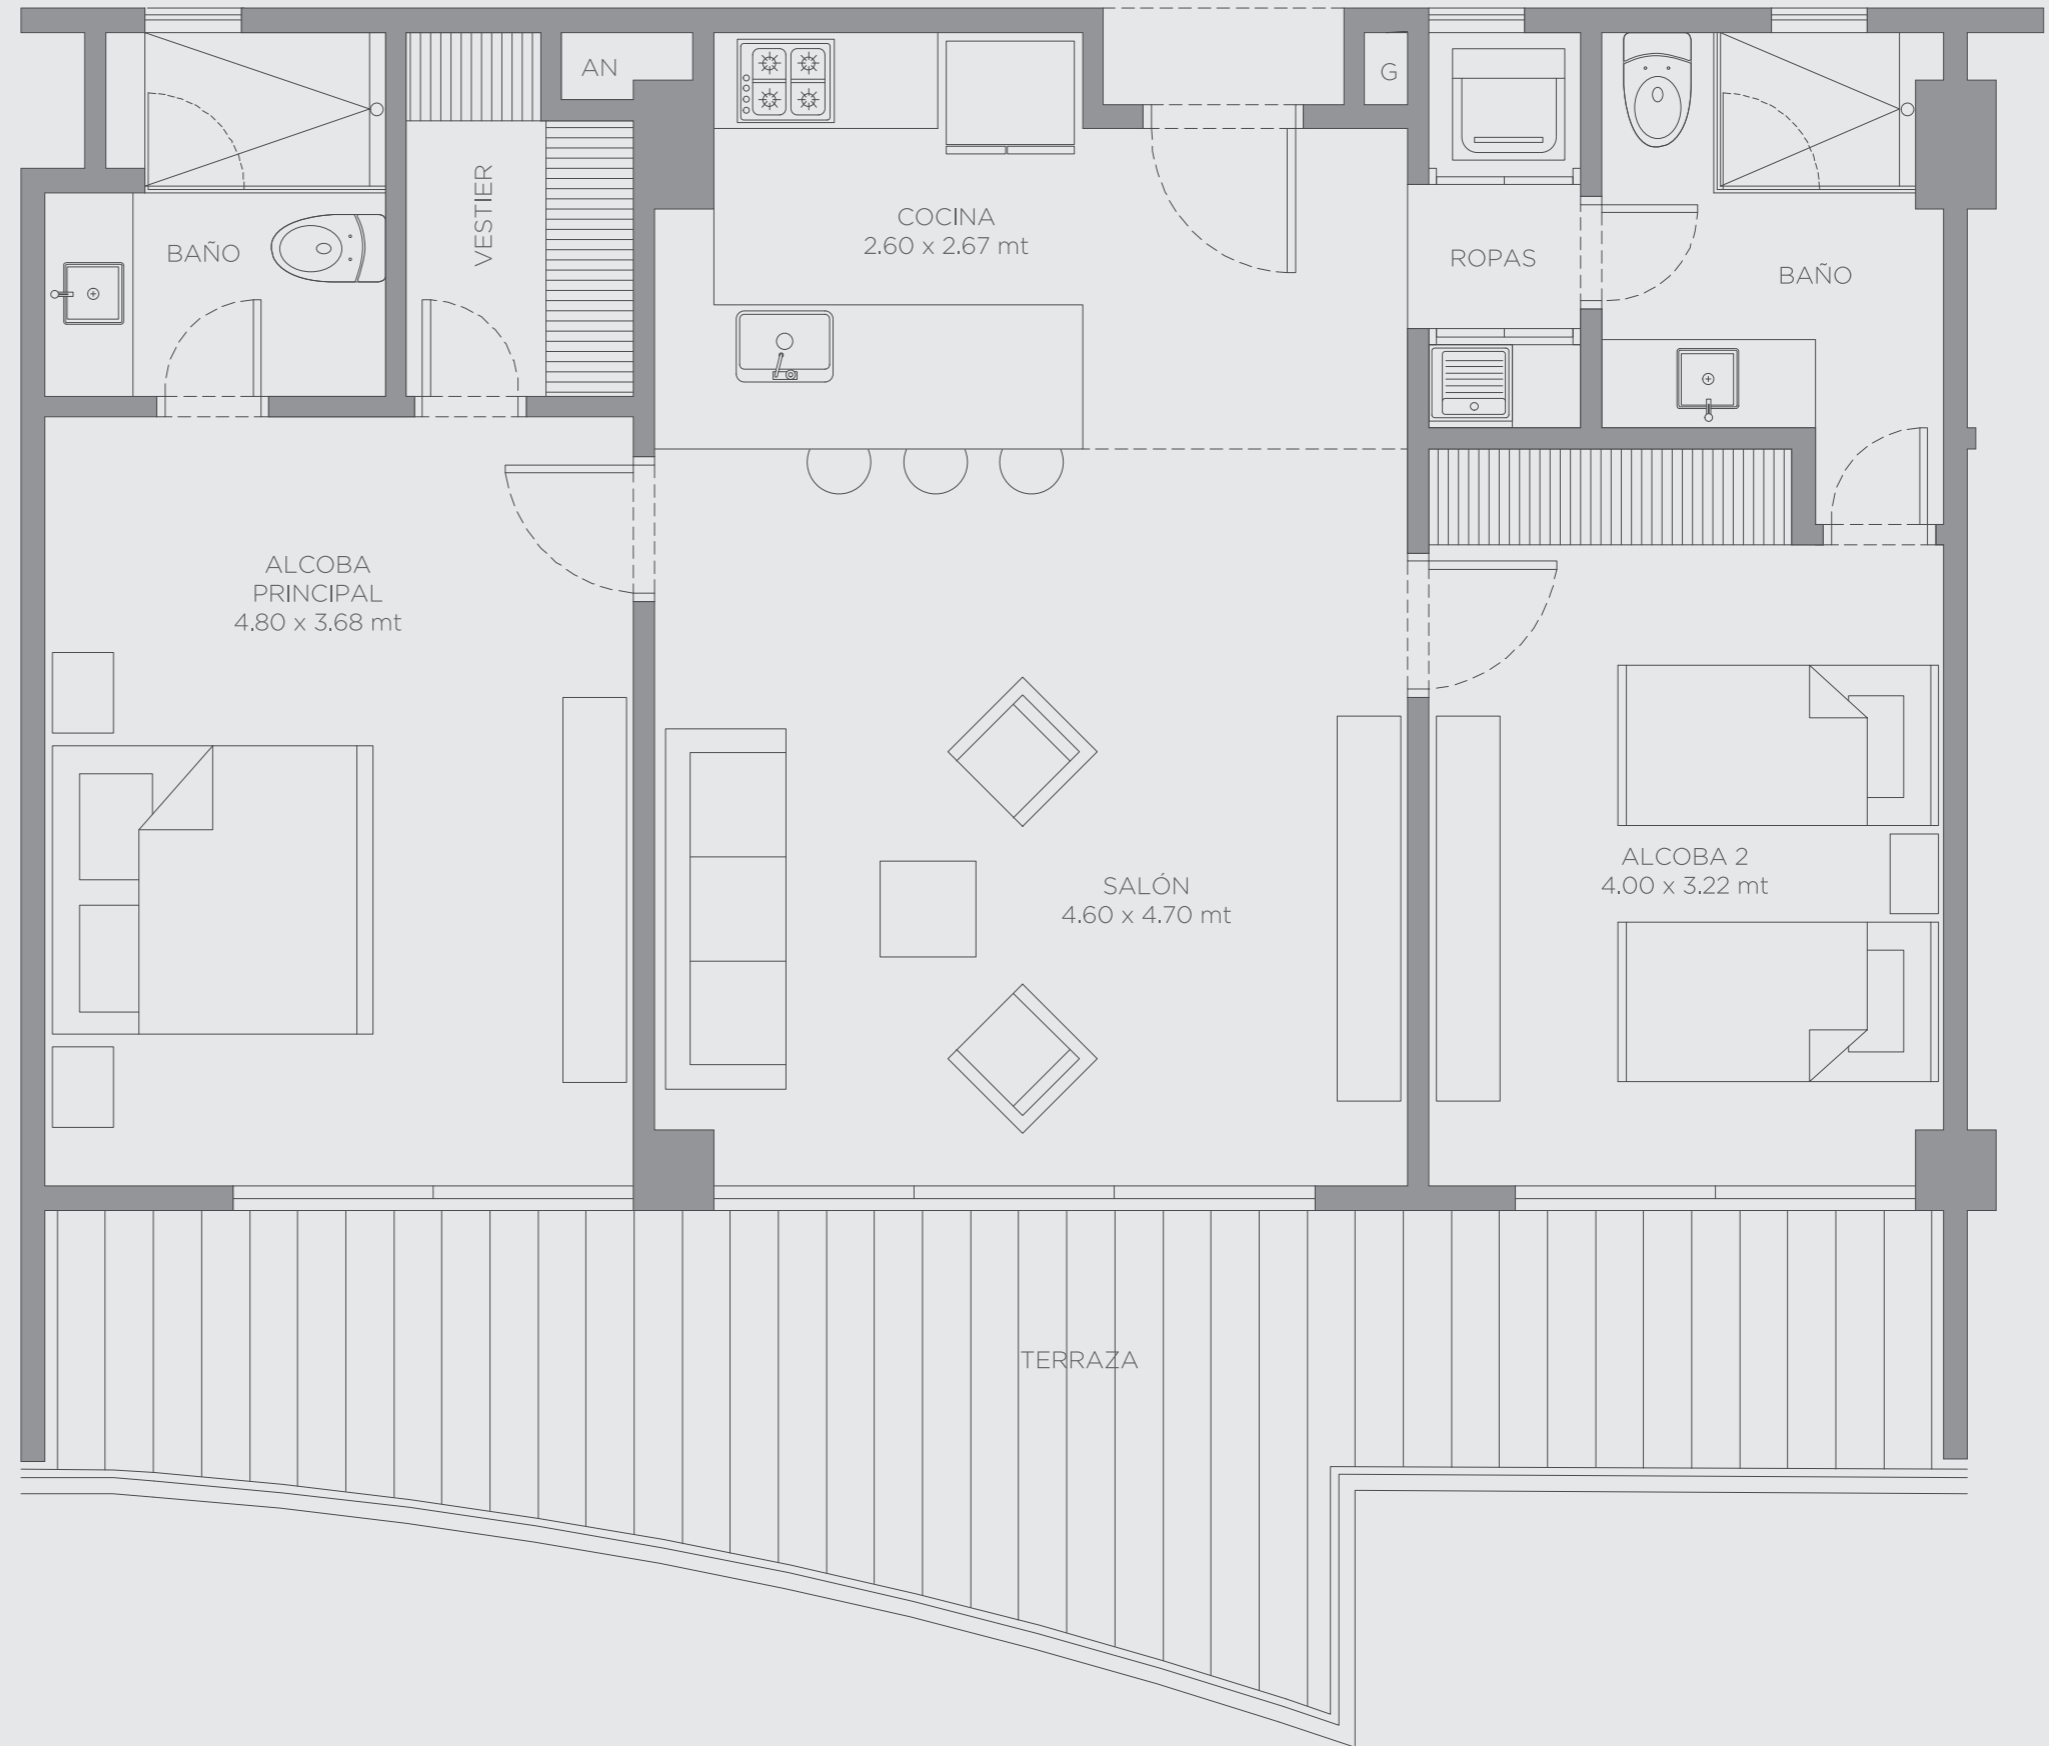 AN
G
VESTIER
COCINA
2.60 x 2.67 mt
BAÑO
ROPAS
BAÑO
ALCOBA
PRINCIPAL
4.80 x 3.68 mt
ALCOBA 2
4.00 x 3.22 mt
SALÓN
4.60 x 4.70 mt
TERRAZA